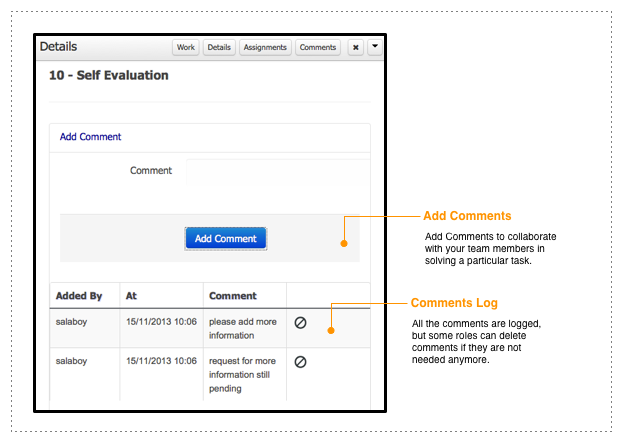 Details
Work
Details
Assignments
Comments
10 - Self Evaluation
Add Comment
Comment
Add Comment
Added By
At
Comment
salaboy
15/11/2013 10:06
please add more
information
salaboy
15/11/2013 10:06
request for more
information still
pending
Add Comments
Add Comments to collaborate
with your team members in
solving a particular task.
Comments Log
All the comments are logged,
but some roles can delete
comments if they are not
needed anymore.